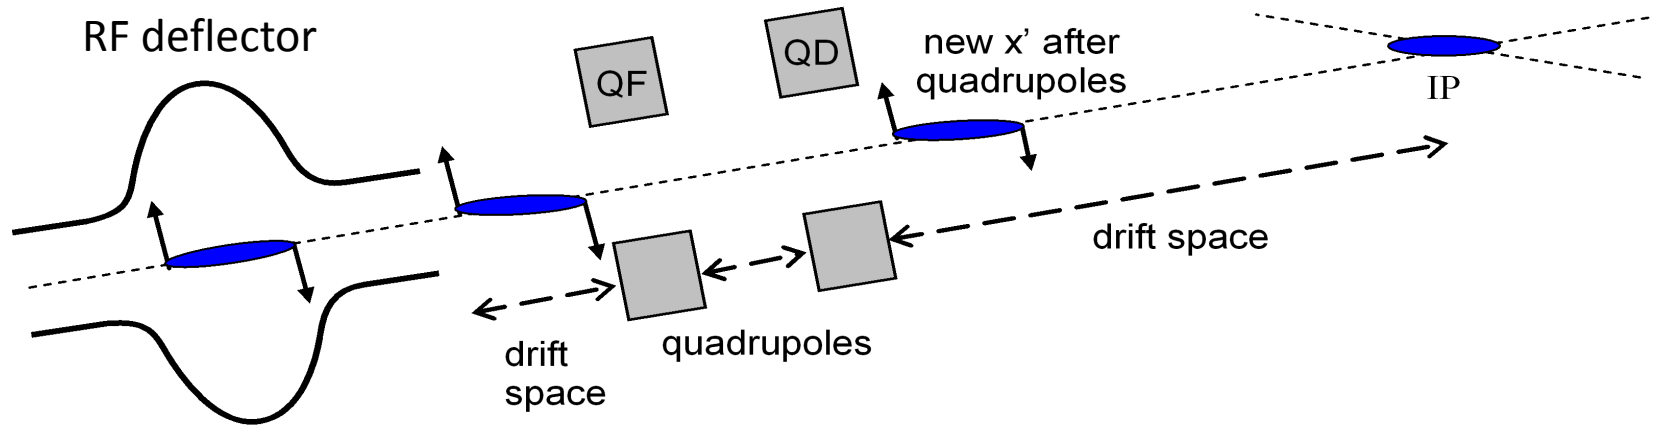 RF deflector
QF
QD
new x’ after
quadrupoles
IP
drift space
quadrupoles
drift
space